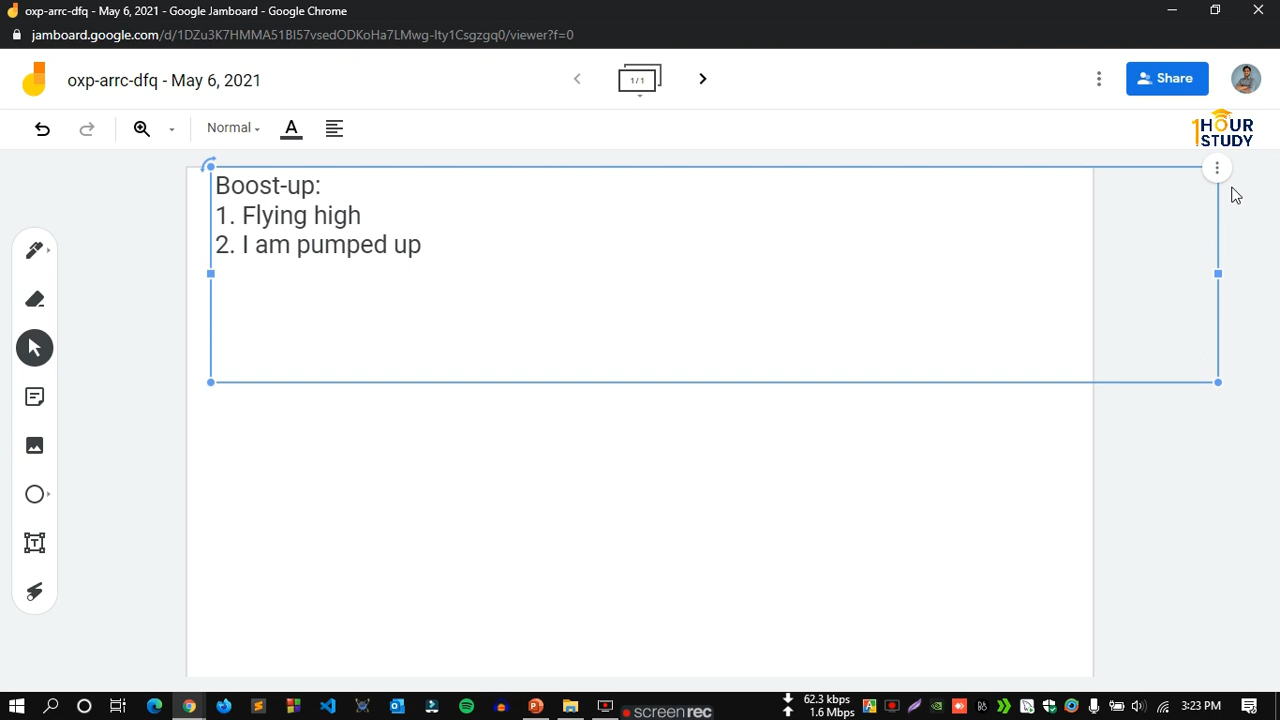 oxp-arrc-dfq - May 6, 2021 - Google Jamboard - Google Chrome
jamboard.google.com/d/1DZu3K7HMMA51BI57vsedODKoHa7LMwg-Ity1Csgzgq0/viewer?f=0
oxp-arrc-dfq - May 6, 2021
1/1
Share
Normal
1HOUR
STUDY
Boost-up:
1. Flying high
2. I am pumped up
62.3 kbps
1.6 Mbps
screenrec
3:23 PM